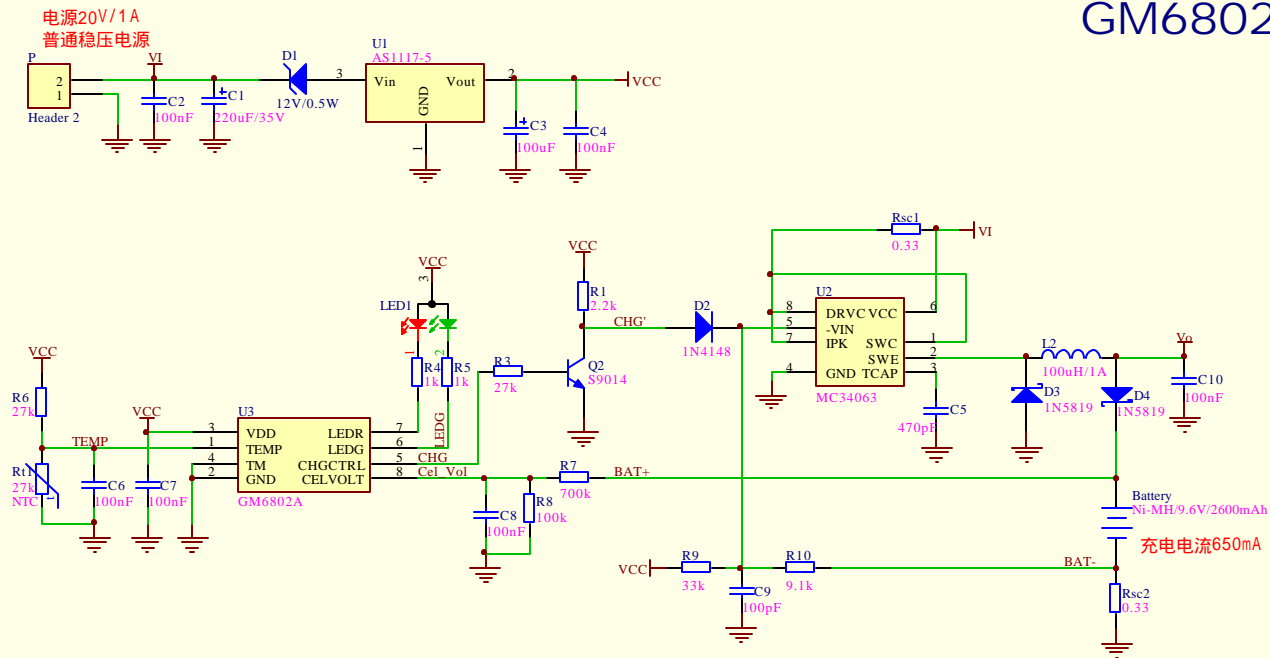 GM6802
电源20V/1A
普通稳压电源
P
2
1
Header 2
VI
C2
100nF
C1
220uF/35V
D1
12V/0.5W
U1
AS1117-5
3
Vin
Vout
2
GND
1
VCC
C3
100uF
C4
100nF
Rsc1
0.33
VI
VCC
R1
2.2k
CHG'
D2
1N4148
U2
8
DRVC
VCC
6
5
-VIN
7
IPK
SWC
1
SWE
2
4
GND
TCAP
3
MC34063
C5
470pF
L2
100uH/1A
Vo
D3
1N5819
D4
1N5819
C10
100nF
VCC
3
LED1
1
2
R4
1k
R5
1k
LEDG
R3
27k
Q2
S9014
VCC
R6
27k
TEMP
VCC
Rt1
27k
NTC
t
C6
100nF
C7
100nF
U3
3
VDD
LEDR
7
1
TEMP
LEDG
6
4
TM
CHGCTRL
5
CHG
2
GND
CELVOLT
8
Cel_Vol
GM6802A
C8
100nF
R8
100k
R7
700k
BAT+
Battery
Ni-MH/9.6V/2600mAh
充电电流650mA
VCC
R9
33k
R10
9.1k
BAT-
C9
100pF
Rsc2
0.33